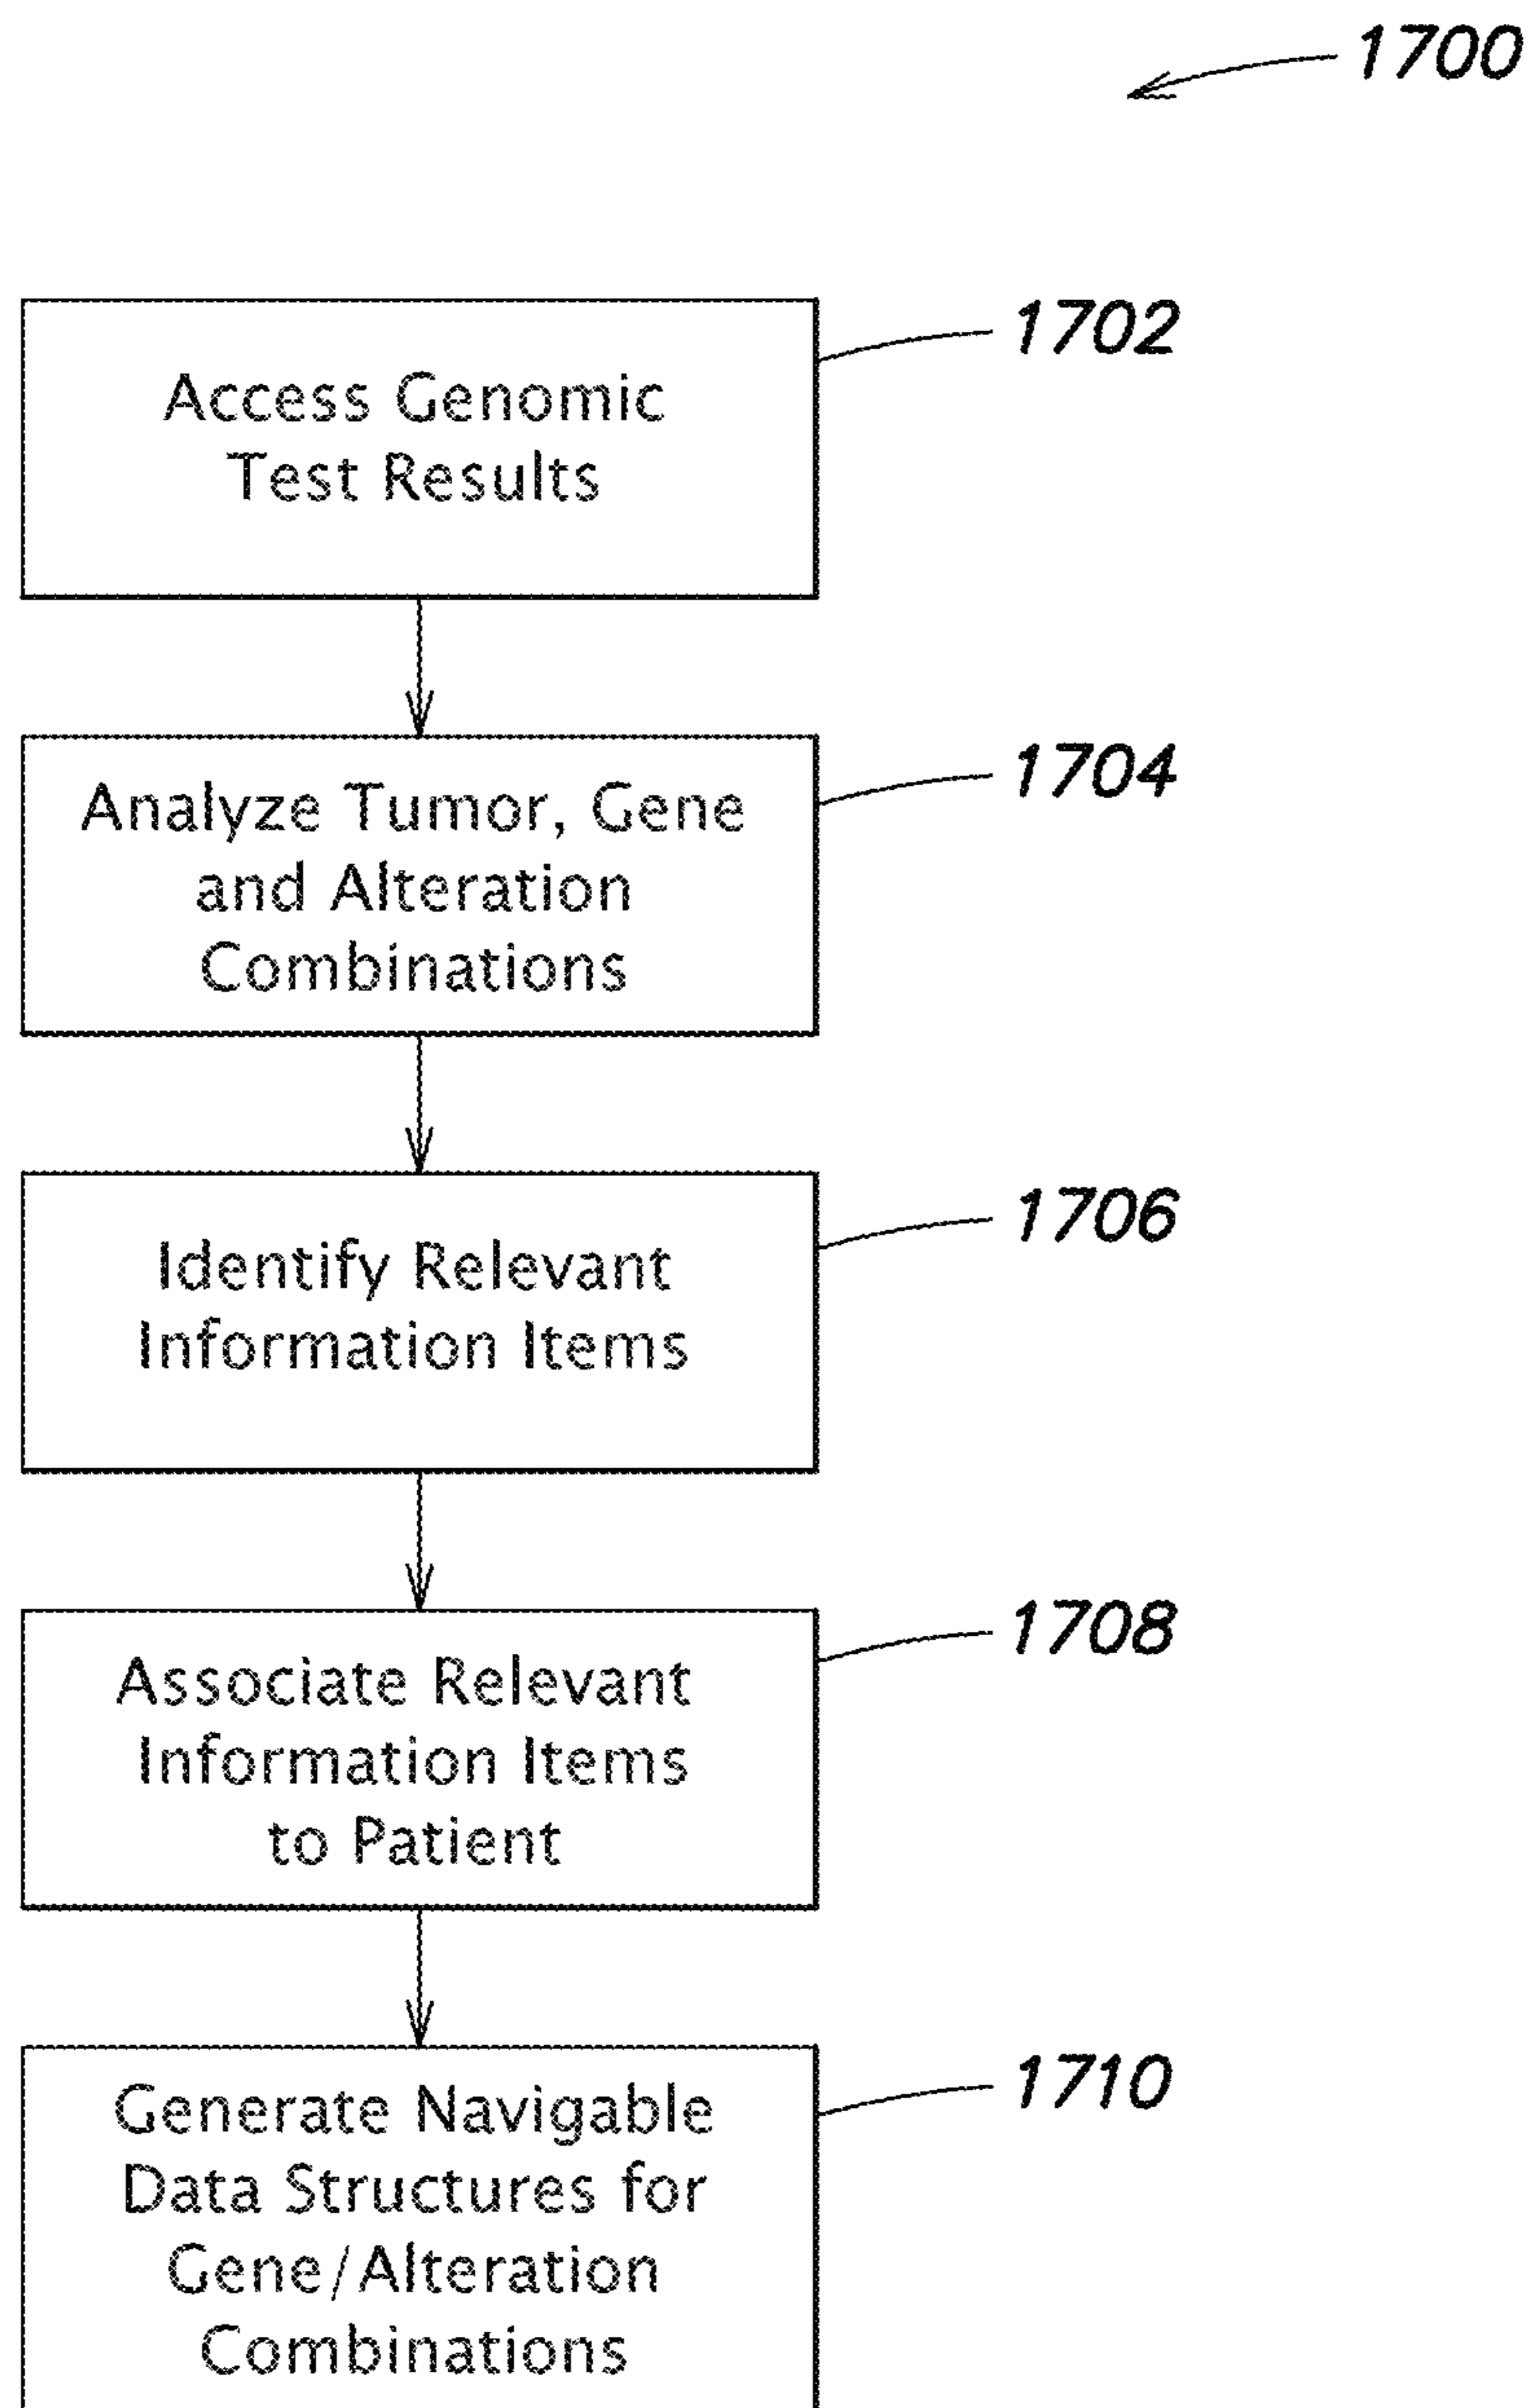 1700
1702
Access Genomic
Test Results
1704
Analyze Tumor, Gene
and Alteration
Combinations
1706
Identify Relevant
Information Items
1708
Associate Relevant
Information Items
to Patient
1710
Generate Navigable
Data Structures for
Gene/Alteration
Combinations